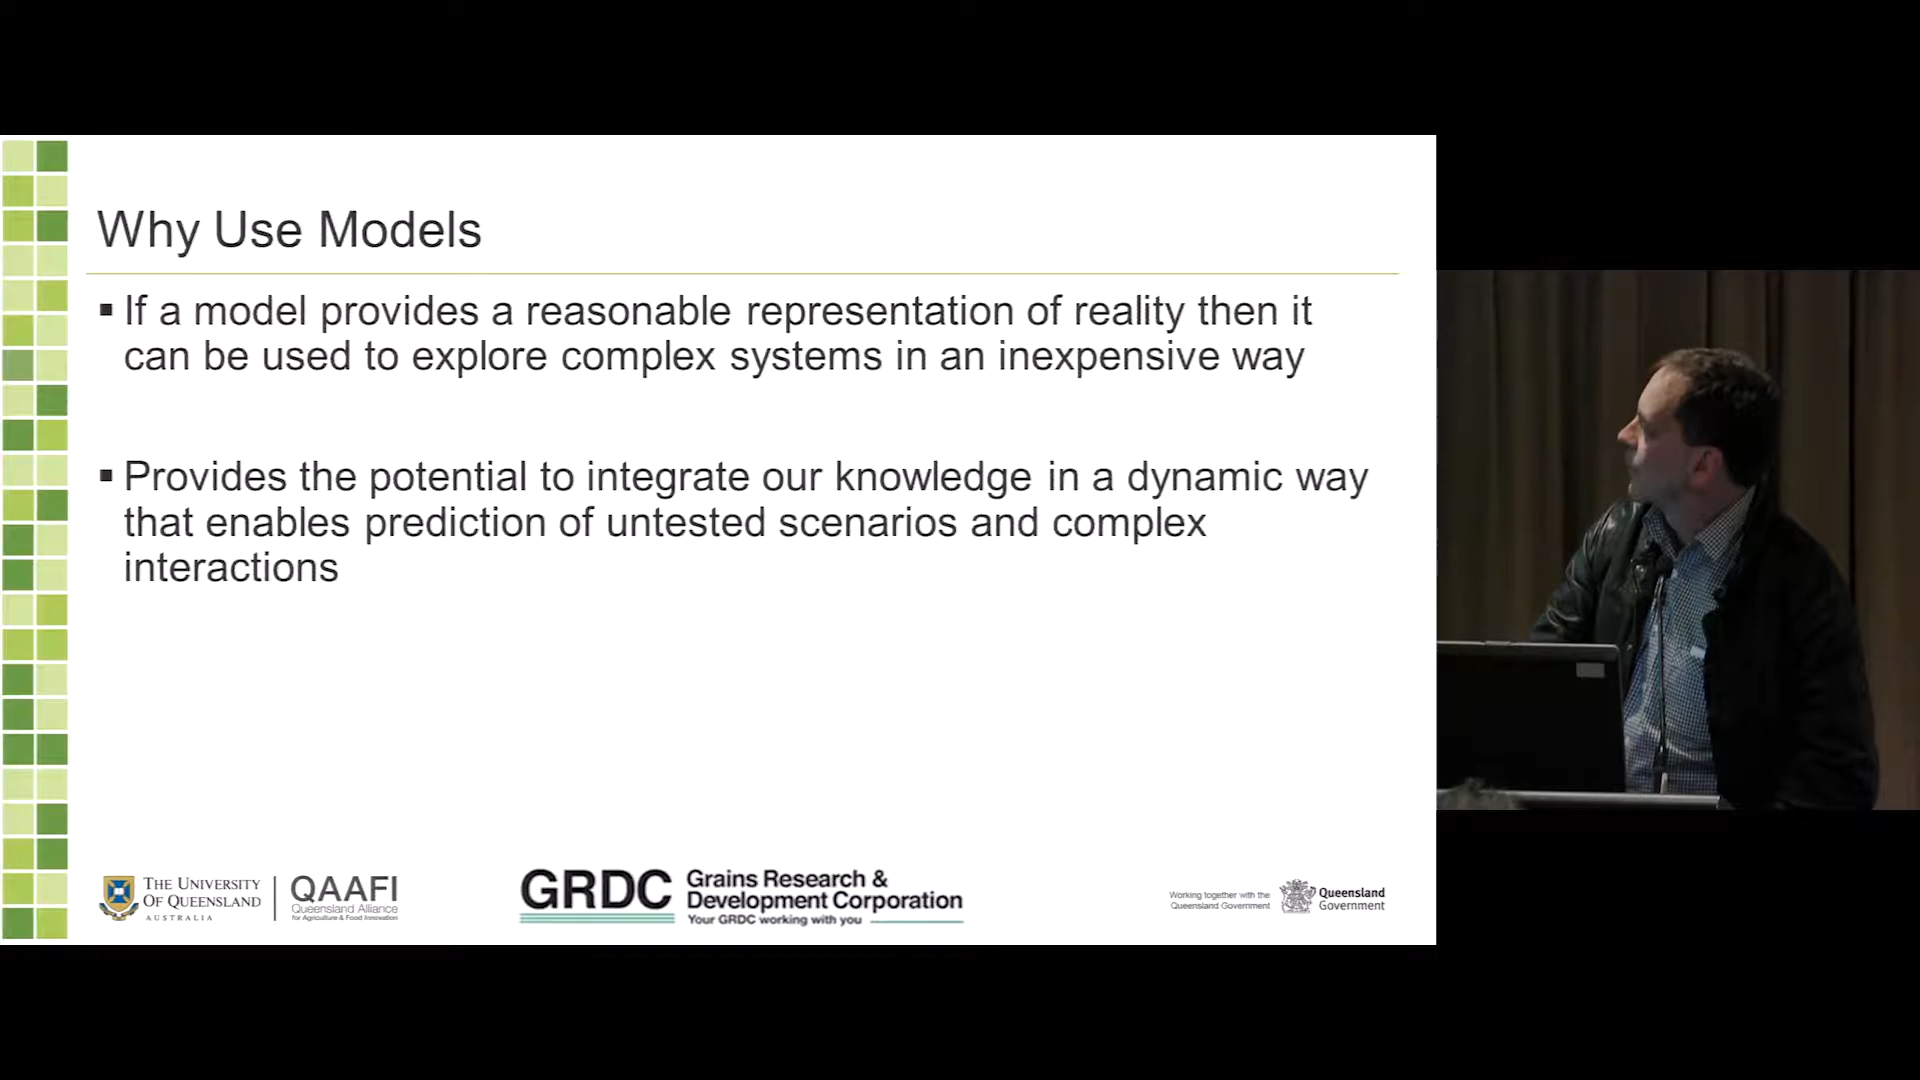 Why Use Models
▪ If a model provides a reasonable representation of reality then it
can be used to explore complex systems in an inexpensive way
▪ Provides the potential to integrate our knowledge in a dynamic way
that enables prediction of untested scenarios and complex
interactions
THE UNIVERSITY
OF QUEENSLAND
AUSTRALIA
QAAFI
Queensland Alliance
for Agriculture & Food Innovation
GRDC
Grains Research &
Development Corporation
Your GRDC working with you
Working together with the
Queensland Government
Queensland
Government